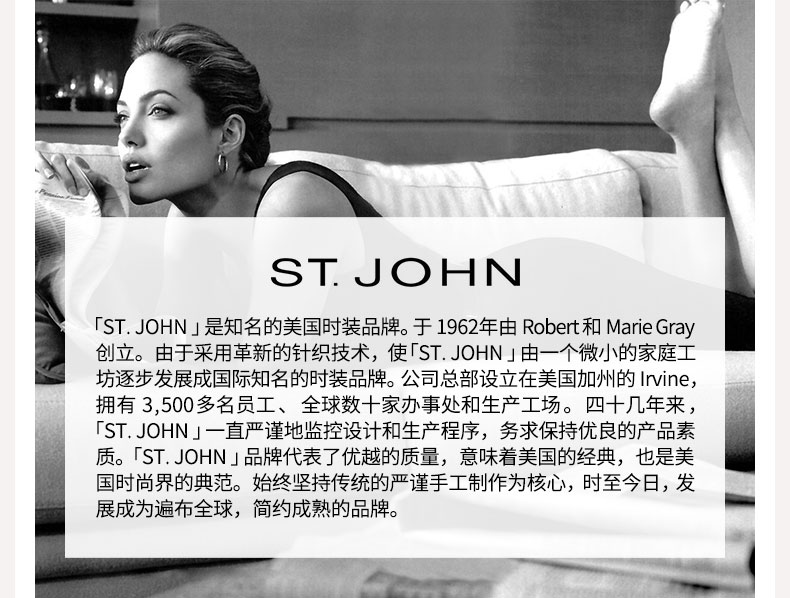 ST. JOHN
「ST. JOHN 」是知名的美国时装品牌。于 1962年由 Robert 和 Marie Gray
创立。由于采用革新的针织技术，使「ST. JOHN 」由一个微小的家庭工
坊逐步发展成国际知名的时装品牌。公司总部设立在美国加州的 Irvine，
拥有 3,500多名员工、 全球数十家办事处和生产工场。四十几年来，
「ST. JOHN 」一直严谨地监控设计和生产程序，务求保持优良的产品素
质。「ST. JOHN 」品牌代表了优越的质量，意味着美国的经典，也是美
国时尚界的典范。始终坚持传统的严谨手工制作为核心，时至今日，发
展成为遍布全球，简约成熟的品牌。